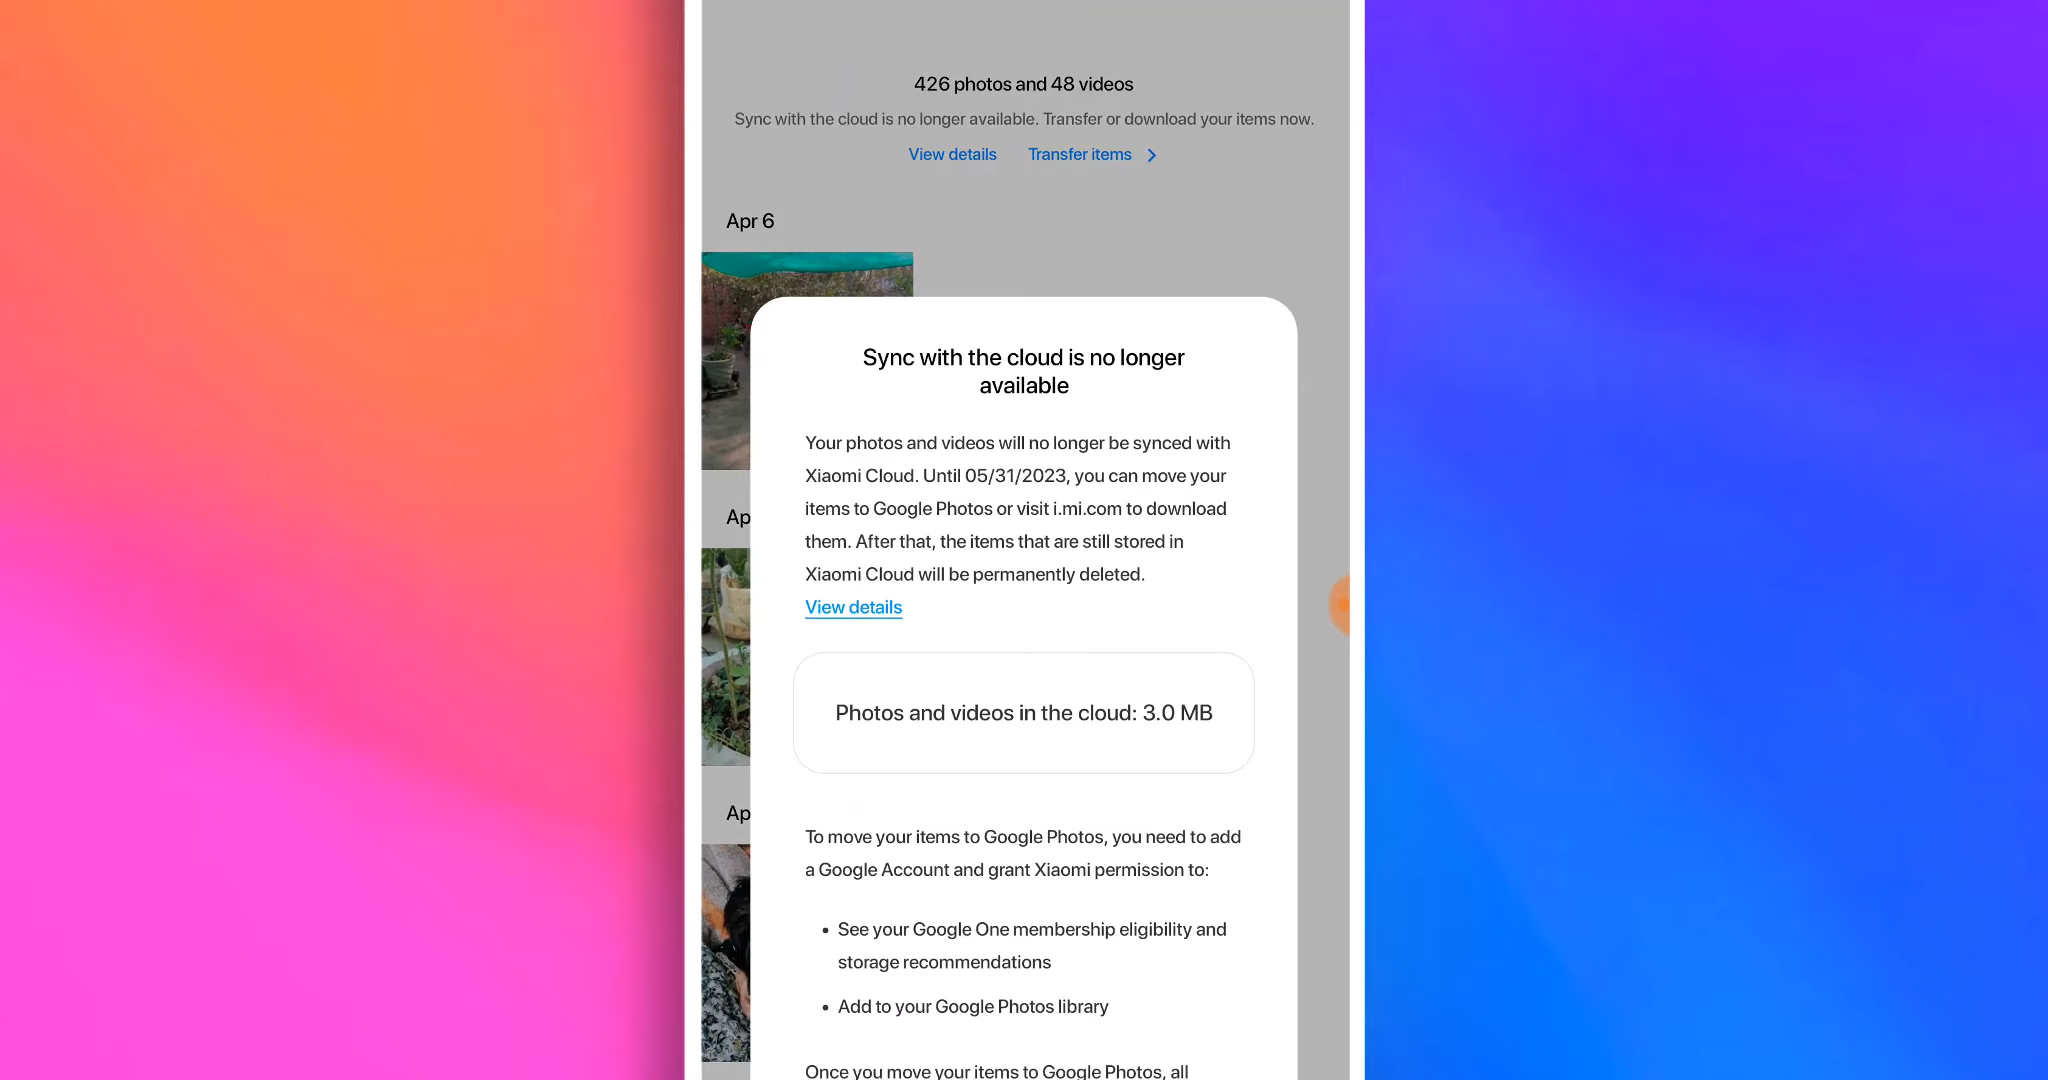 426 photos and 48 videos
Sync with the cloud is no longer available. Transfer or download your items now.
View details Transfer items
Apr 6
Sync with the cloud is no longer
available
Your photos and videos will no longer be synced with
Xiaomi Cloud. Until 05/31/2023, you can move your
items to Google Photos or visit i.mi.com to download
them. After that, the items that are still stored in
Xiaomi Cloud will be permanently deleted.
View details
Ap
Photos and videos in the cloud: 3.0 MB
Ap
To move your items to Google Photos, you need to add
a Google Account and grant Xiaomi permission to:
• See your Google One membership eligibility and
storage recommendations
• Add to your Google Photos library
Once you move your items to Google Photos, all